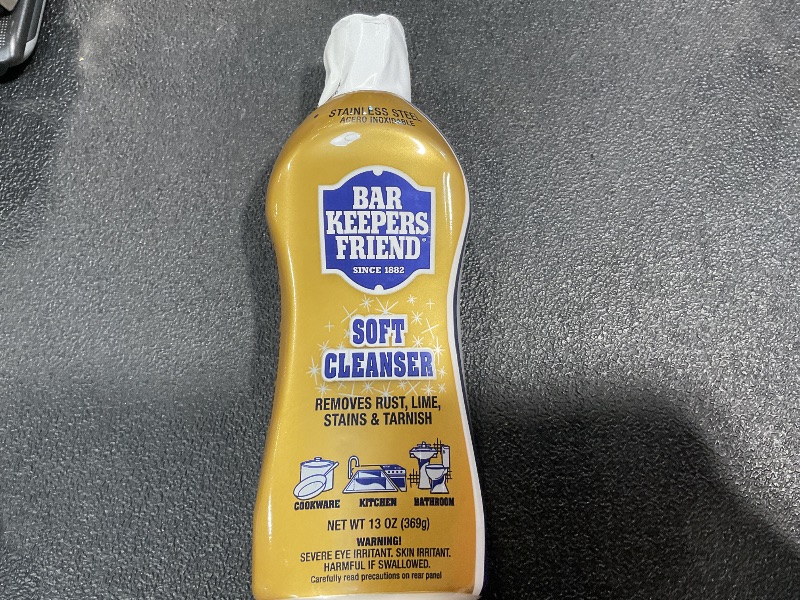 • STAINLESS STEEL
ACERO INOXIDABLE
BAR
KEEPERS
FRIEND®
SINCE 1882
SOFT
CLEANSER
REMOVES RUST, LIME,
STAINS & TARNISH
COOKWARE KITCHEN BATHROOM
NET WT 13 OZ (369g)
WARNING!
SEVERE EYE IRRITANT. SKIN IRRITANT.
HARMFUL IF SWALLOWED.
Carefully read precautions on rear panel